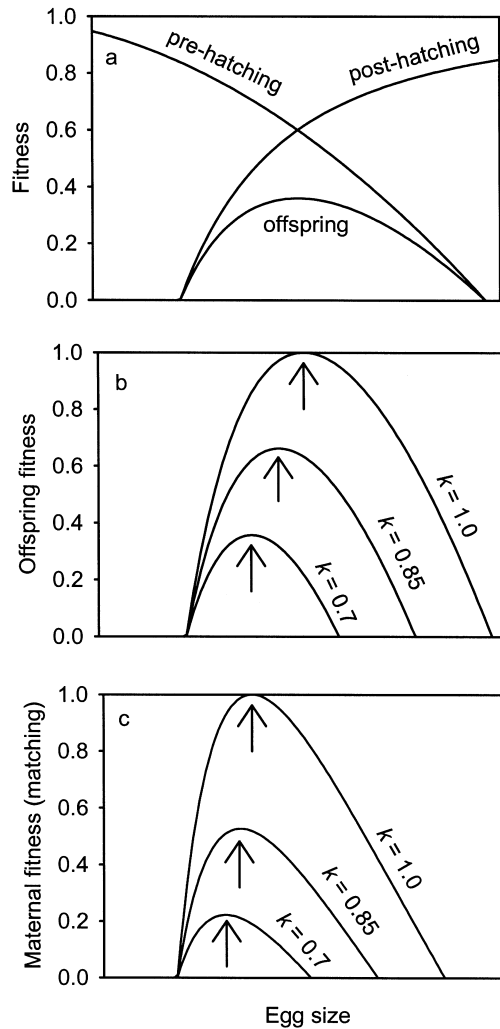 1.0
a
pre-hatching
post-hatching
0.8
0.6
Fitness
0.4
offspring
0.2
0.0
1.0
b
0.8
0.6
Offspring fitness
0.4
0.2
0.0
k = 1.0
k = 0.85
k = 0.7
1.0
c
0.8
0.6
Maternal fitness (matching)
0.4
0.2
0.0
k = 1.0
k = 0.85
k = 0.7
Egg size